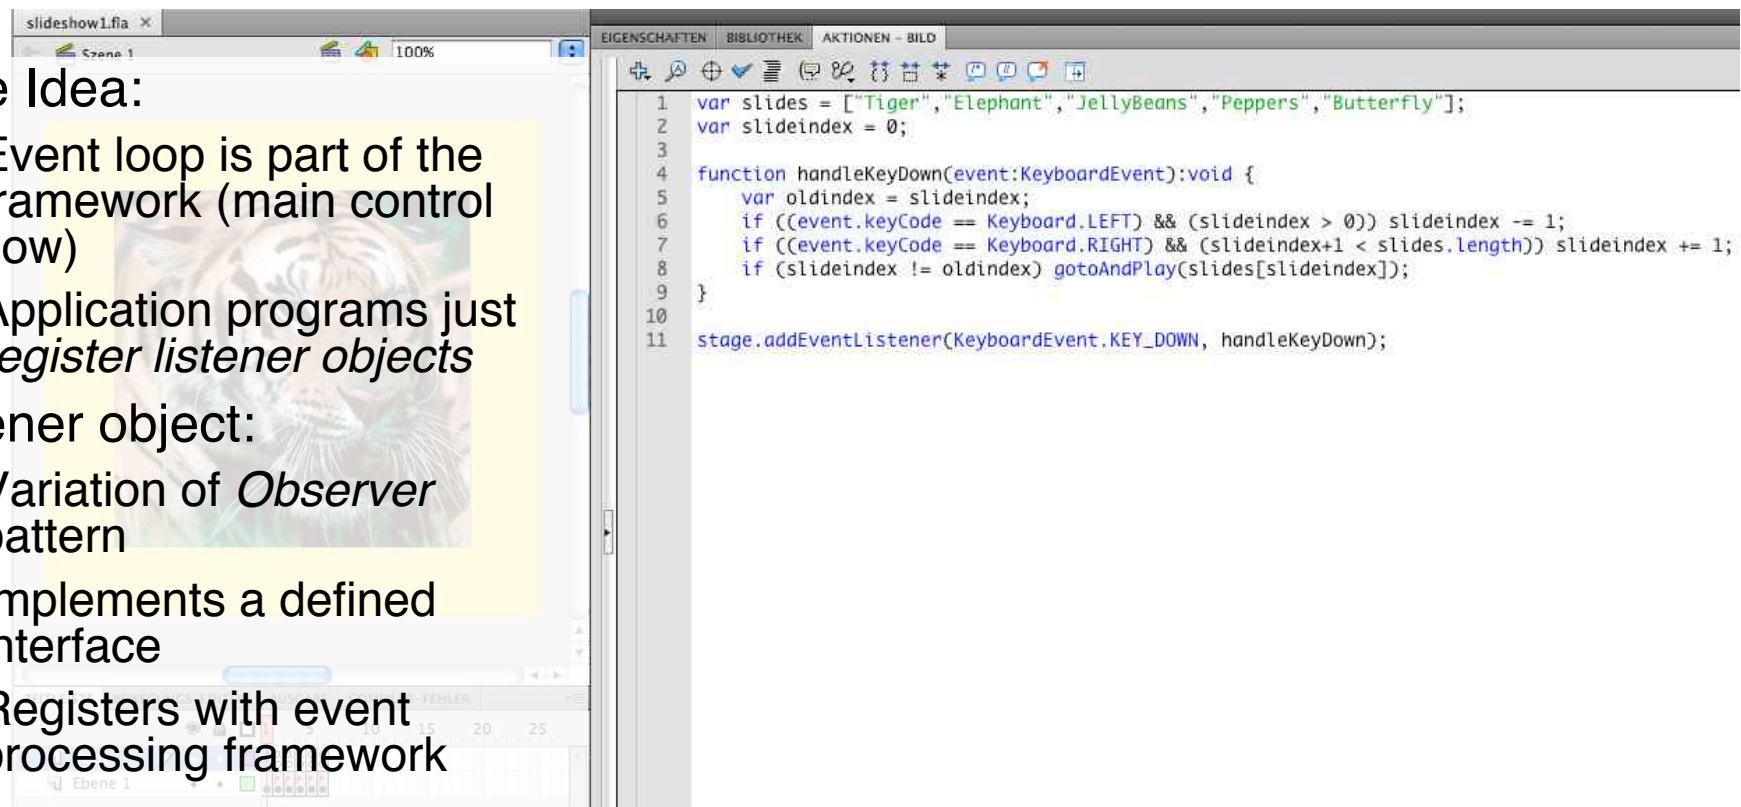 slideshow1.fla ×
Szene 1
100%
e Idea:
Event loop is part of the
ramework (main control
ow)
Application programs just
egister listener objects
ener object:
Variation of Observer
pattern
mplements a defined
nterface
Registers with event
processing framework
FEHLER
10 15 20 25
Ebene 1
EIGENSCHAFTEN BIBLIOTHEK AKTIONEN – BILD
1 var slides = ["Tiger","Elephant","JellyBeans","Peppers","Butterfly"];
2 var slideindex = 0;
3
4 function handleKeyDown(event:KeyboardEvent):void {
5 var oldindex = slideindex;
6 if ((event.keyCode == Keyboard.LEFT) && (slideindex > 0)) slideindex -= 1;
7 if ((event.keyCode == Keyboard.RIGHT) && (slideindex+1 < slides.length)) slideindex += 1;
8 if (slideindex != oldindex) gotoAndPlay(slides[slideindex]);
9 }
10
11 stage.addEventListener(KeyboardEvent.KEY_DOWN, handleKeyDown);